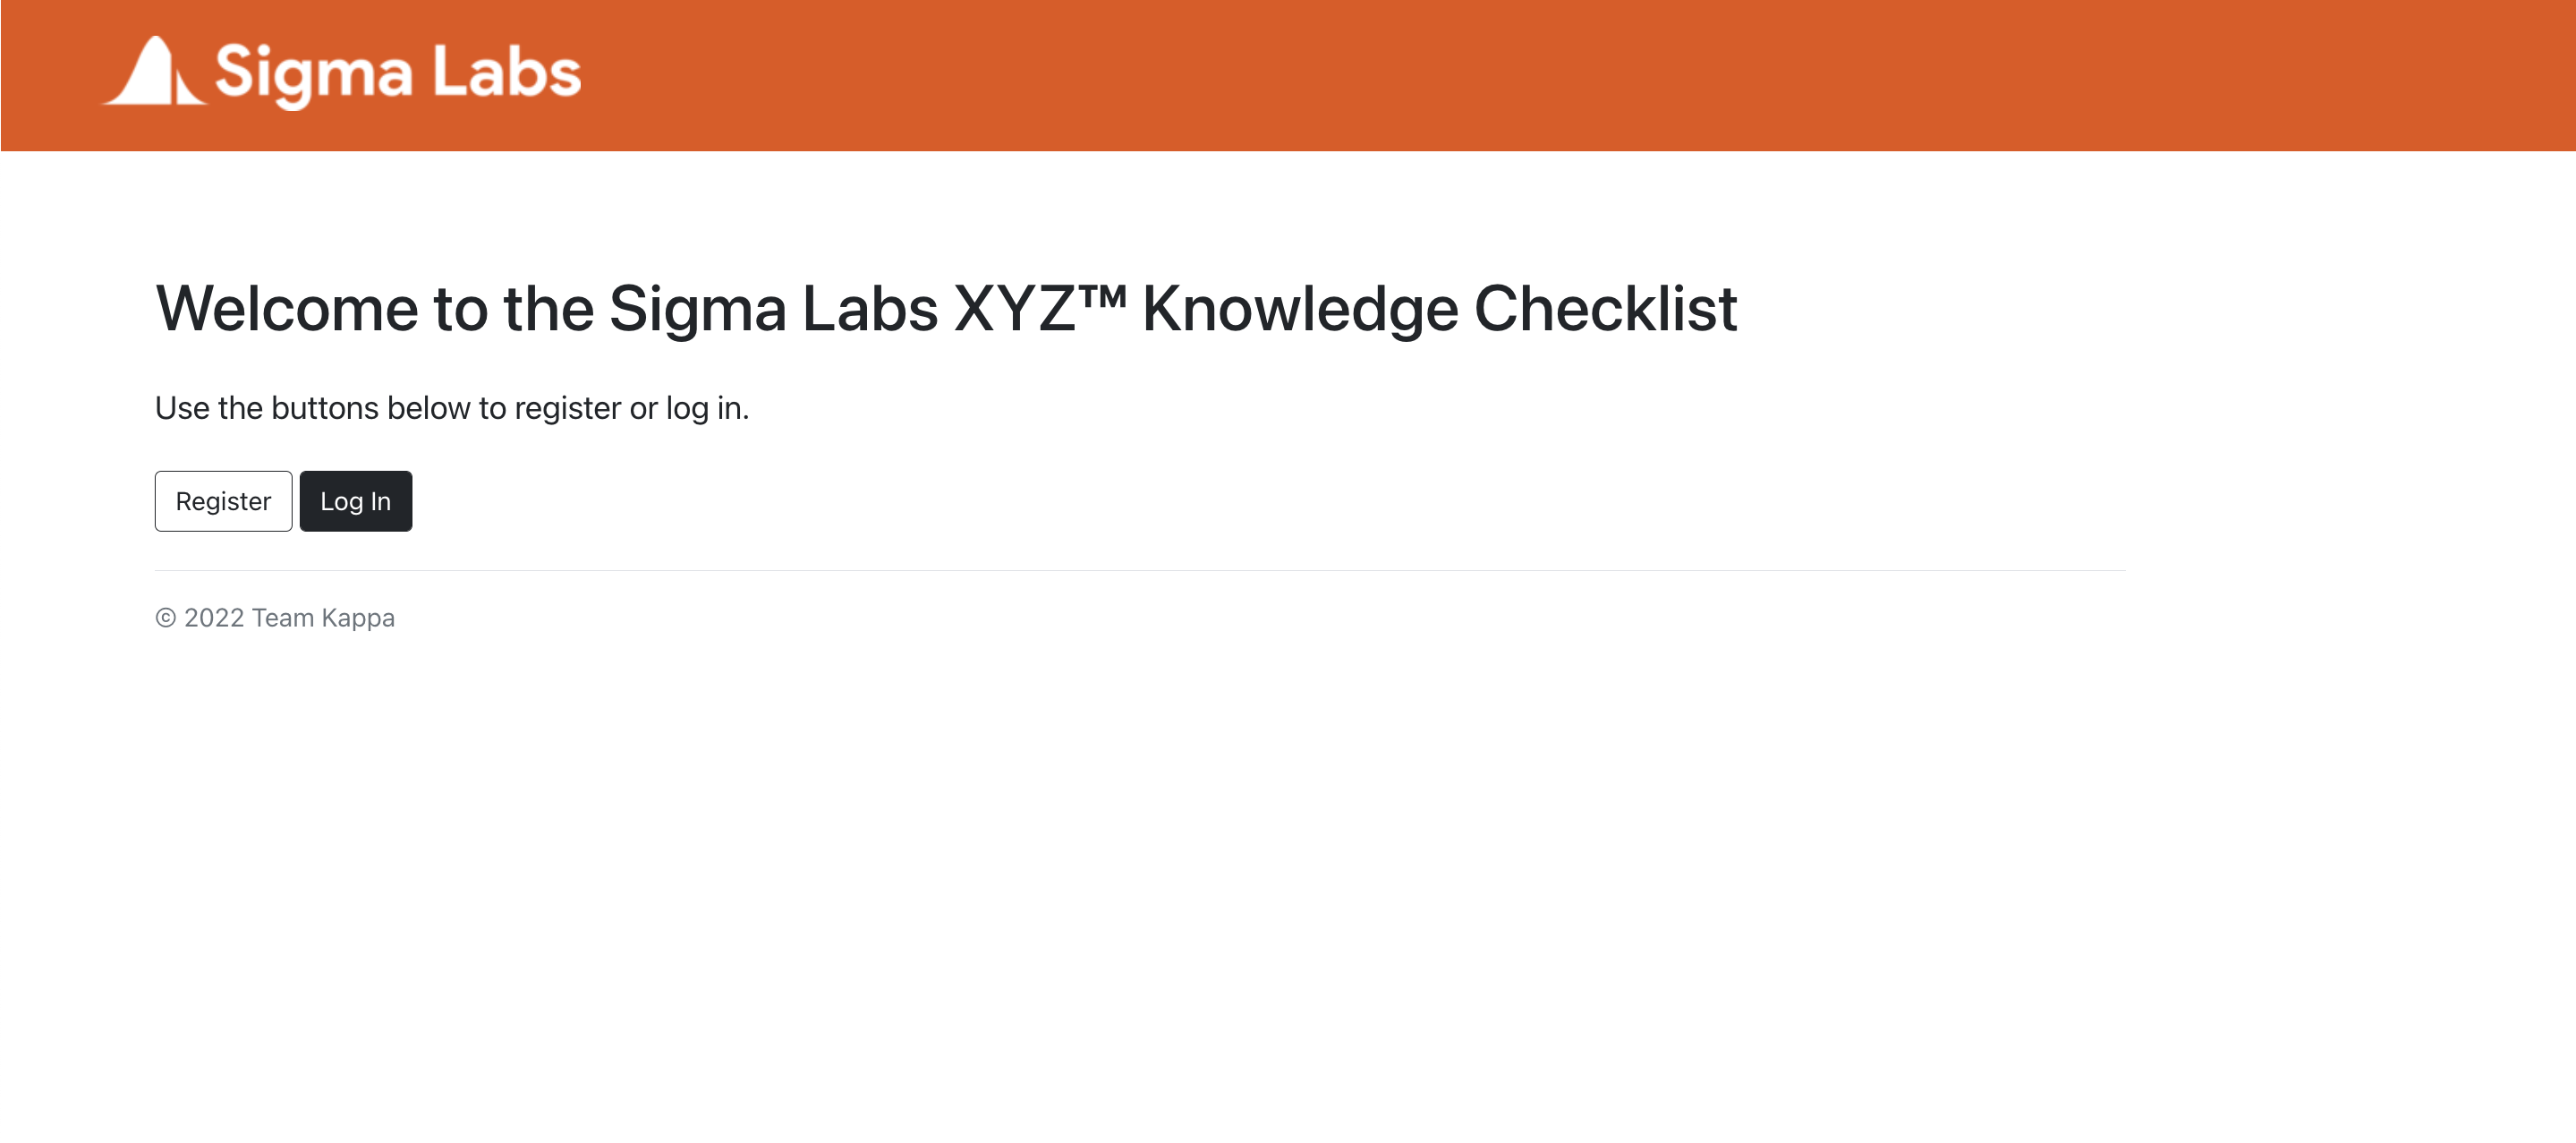 Sigma Labs
Welcome to the Sigma Labs XYZ™ Knowledge Checklist
Use the buttons below to register or log in.
Register Log In
© 2022 Team Kappa